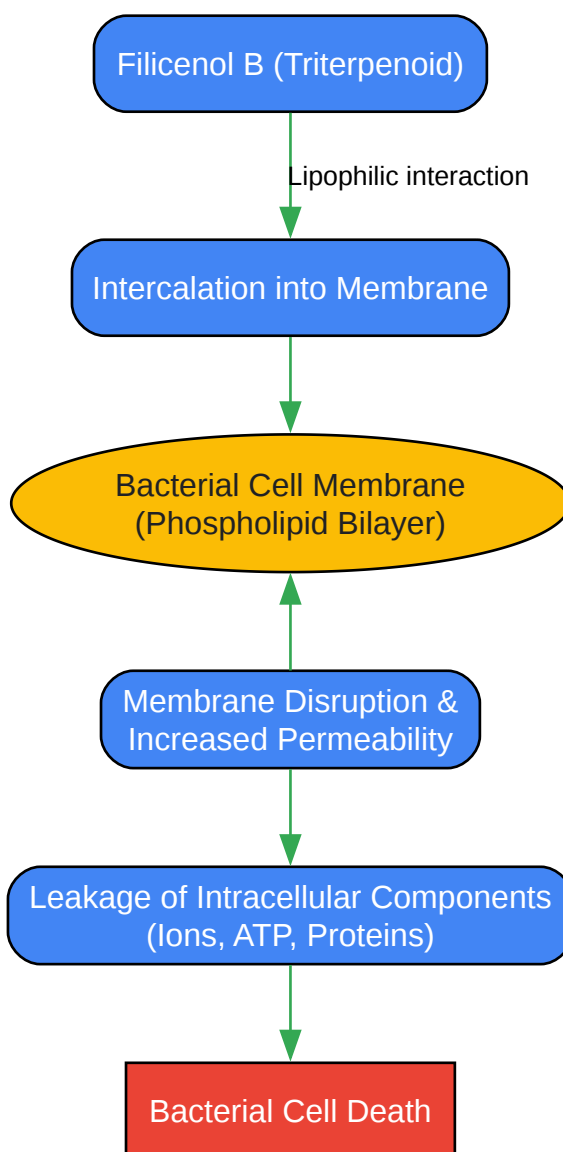 Filicenol B (Triterpenoid)
Lipophilic interaction
Intercalation into Membrane
Bacterial Cell Membrane
(Phospholipid Bilayer)
Membrane Disruption &
Increased Permeability
Leakage of Intracellular Components
(Ions, ATP, Proteins)
Bacterial Cell Death